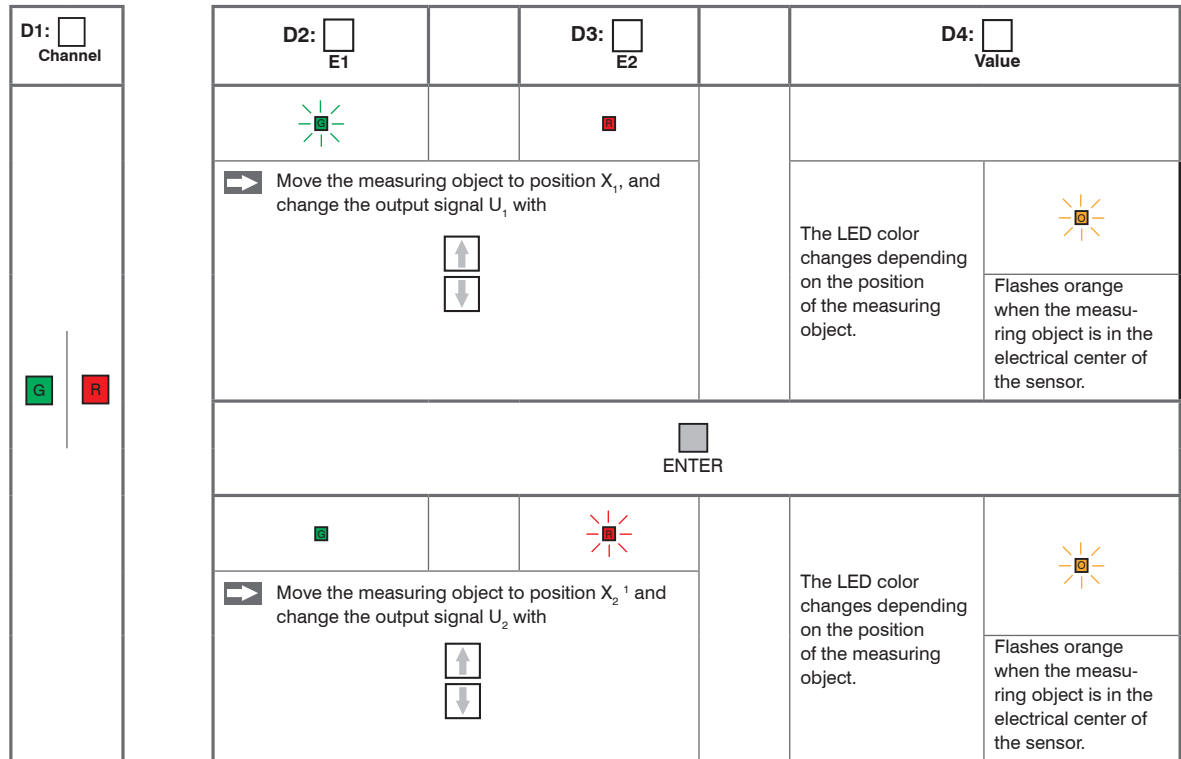 D1:
Channel
D2:
E1
D3:
E2
D4:
Value
G
R
Move the measuring object to position X₁, and
change the output signal U₁ with
The LED color
changes depending
on the position
of the measuring
object.
O
Flashes orange
when the measu-
ring object is in the
electrical center of
the sensor.
G
R
ENTER
G
R
Move the measuring object to position X₂ ¹ and
change the output signal U₂ with
The LED color
changes depending
on the position
of the measuring
object.
O
Flashes orange
when the measu-
ring object is in the
electrical center of
the sensor.